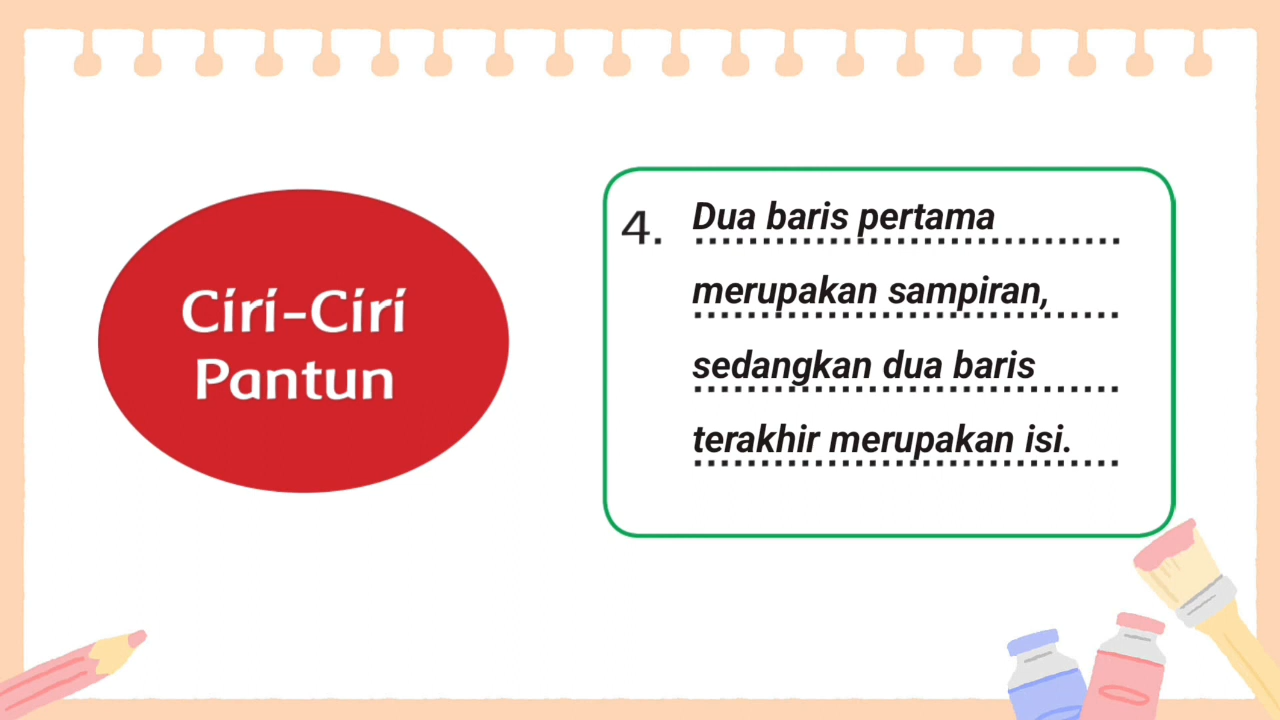 Ciri-Ciri
Pantun
4. Dua baris pertama
merupakan sampiran,
sedangkan dua baris
terakhir merupakan isi.